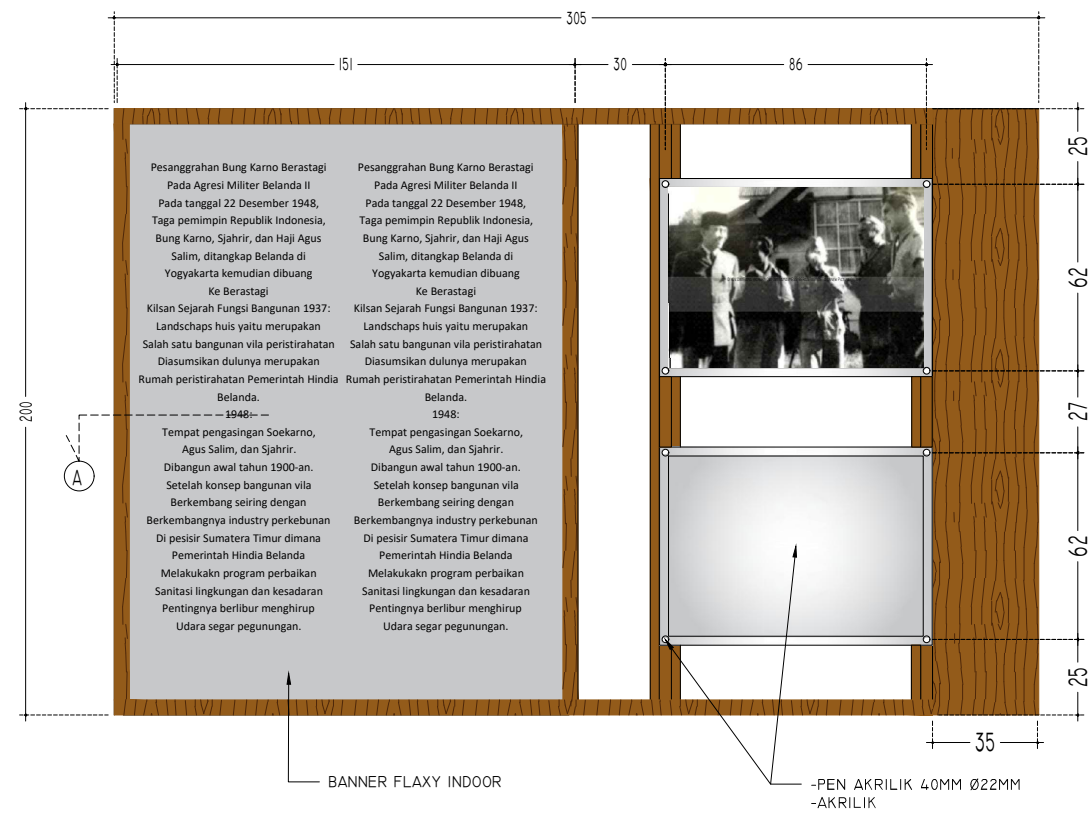 305
151
30
86
Pesanggrahan Bung Karno Berastagi
Pada Agresi Militer Belanda II
Pada tanggal 22 Desember 1948,
Taga pemimpin Republik Indonesia,
Bung Karno, Sjahrir, dan Haji Agus
Salim, ditangkap Belanda di
Yogyakarta kemudian dibuang
Ke Berastagi
Kilsan Sejarah Fungsi Bangunan 1937:
Landschaps huis yaitu merupakan
Salah satu bangunan vila peristirahatan
Diasumsikan dulunya merupakan
Rumah peristirahatan Pemerintah Hindia
Belanda.
1948:
Tempat pengasingan Soekarno,
Agus Salim, dan Sjahrir.
Dibangun awal tahun 1900-an.
Setelah konsep bangunan vila
Berkembang seiring dengan
Berkembangnya industry perkebunan
Di pesisir Sumatera Timur dimana
Pemerintah Hindia Belanda
Melakukakn program perbaikan
Sanitasi lingkungan dan kesadaran
Pentingnya berlibur menghirup
Udara segar pegunungan.
Pesanggrahan Bung Karno Berastagi
Pada Agresi Militer Belanda II
Pada tanggal 22 Desember 1948,
Taga pemimpin Republik Indonesia,
Bung Karno, Sjahrir, dan Haji Agus
Salim, ditangkap Belanda di
Yogyakarta kemudian dibuang
Ke Berastagi
Kilsan Sejarah Fungsi Bangunan 1937:
Landschaps huis yaitu merupakan
Salah satu bangunan vila peristirahatan
Diasumsikan dulunya merupakan
Rumah peristirahatan Pemerintah Hindia
Belanda.
1948:
Tempat pengasingan Soekarno,
Agus Salim, dan Sjahrir.
Dibangun awal tahun 1900-an.
Setelah konsep bangunan vila
Berkembang seiring dengan
Berkembangnya industry perkebunan
Di pesisir Sumatera Timur dimana
Pemerintah Hindia Belanda
Melakukakn program perbaikan
Sanitasi lingkungan dan kesadaran
Pentingnya berlibur menghirup
Udara segar pegunungan.
200
A
25
62
27
62
25
35
BANNER FLAXY INDOOR
-PEN AKRILIK 40MM Ø22MM
-AKRILIK